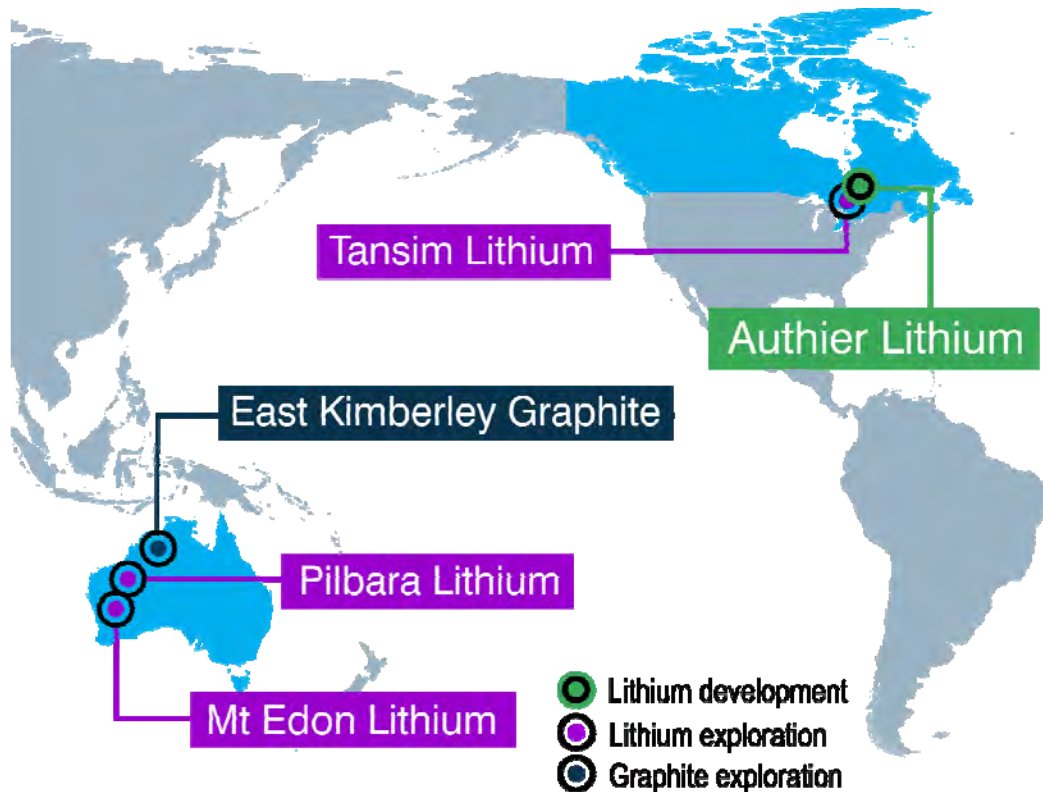 Tansim Lithium
Authier Lithium
East Kimberley Graphite
Pilbara Lithium
Mt Edon Lithium
Lithium development
Lithium exploration
Graphite exploration